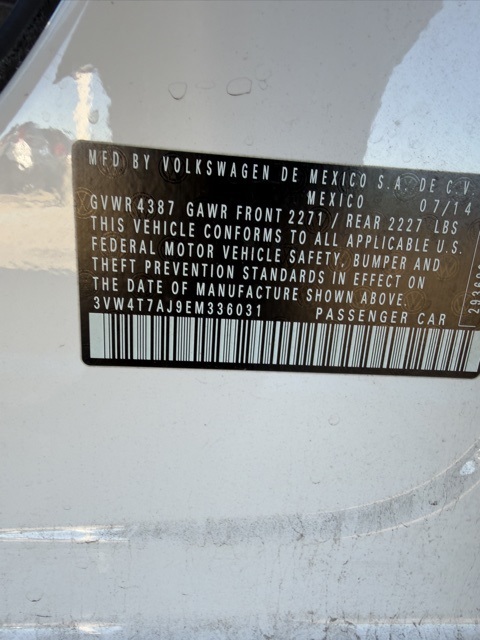 MFD BY VOLKSWAGEN DE MEXICO S.A. DE C.V.
MEXICO 07/14
GVWR 4387 GAWR FRONT 2271 / REAR 2227 LBS
THIS VEHICLE CONFORMS TO ALL APPLICABLE U.S.
FEDERAL MOTOR VEHICLE SAFETY, BUMPER AND
THEFT PREVENTION STANDARDS IN EFFECT ON
THE DATE OF MANUFACTURE SHOWN ABOVE.
3VW4T7AJ9EM336031 PASSENGER CAR